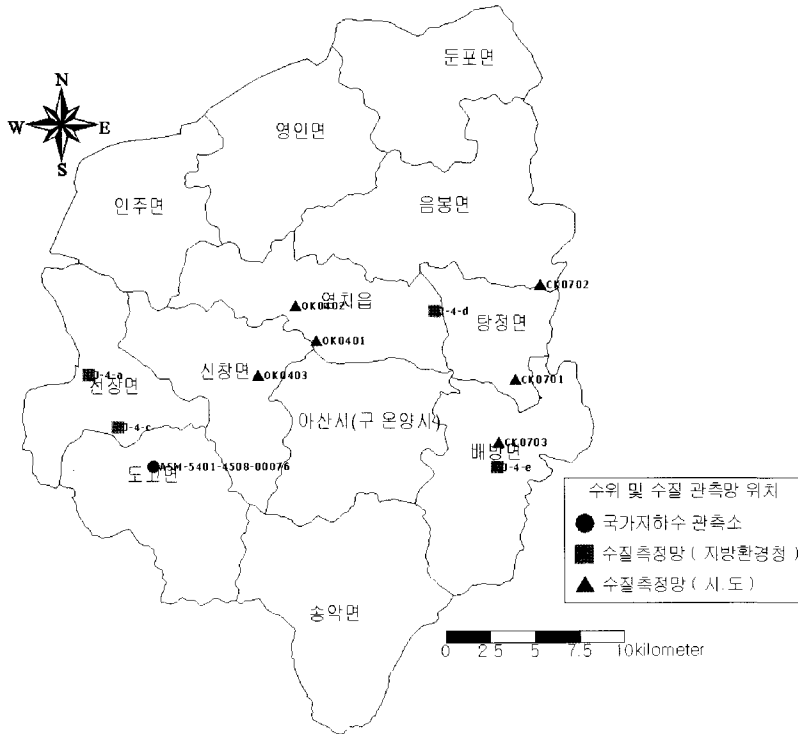 둔포면
N
영인면
W E
S
음봉면
인주면
CK0702
염치읍
OK0402
J-4-d
탕정면
OK0401
신창면
OK0403
J-4-a
선장면
CK0701
아산시(구 온양시)
J-4-c
CK0703
배방면
ASM-5401-4508-00076
도고면
J-4-e
수위 및 수질 관측망 위치
국가지하수 관측소
수질측정망 ( 지방환경청 )
수질측정망 ( 시.도 )
송악면
0 2.5 5 7.5 10kilometer